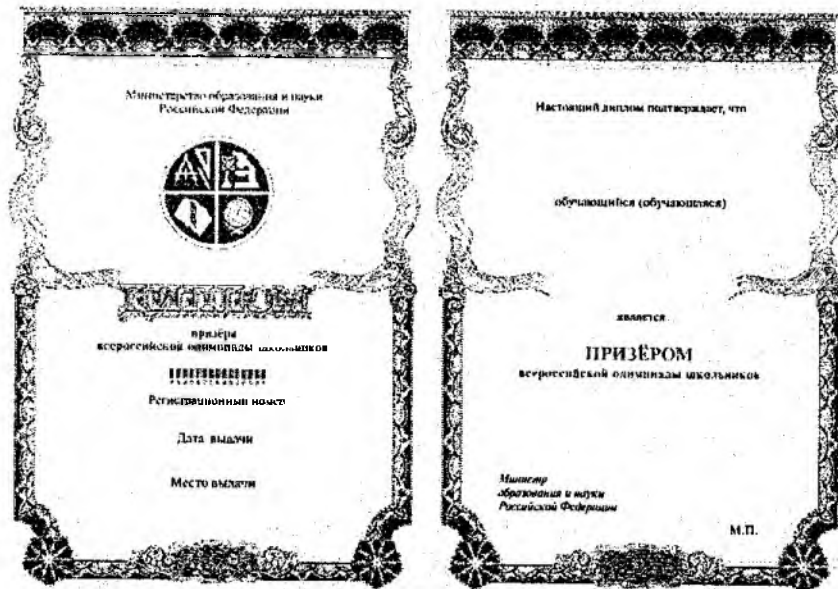 Министерство образования и науки
Российской Федерации
призёра
всероссийской олимпиады школьников
Регистрационный номер
Дата выдачи
Место выдачи
Настоящий диплом подтверждает, что
обучающийся (обучающаяся)
является
ПРИЗЁРОМ
всероссийской олимпиады школьников
Министр
образования и науки
Российской Федерации
М.П.